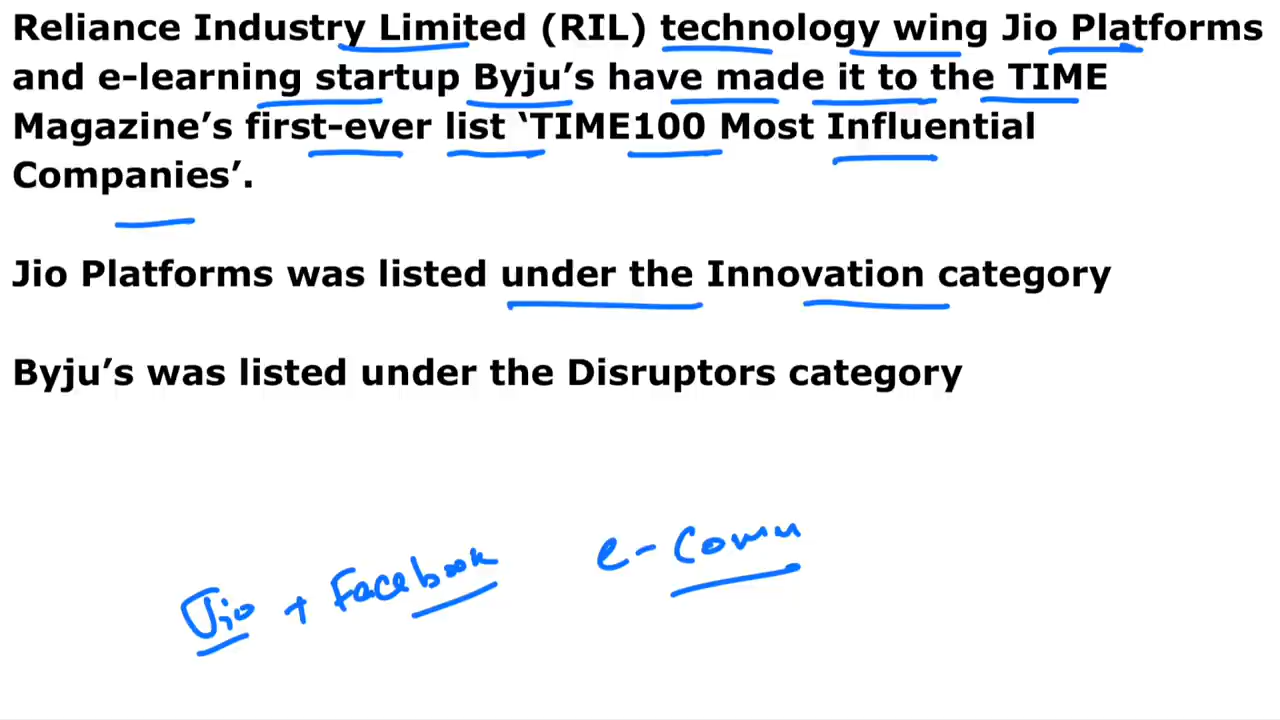 Reliance Industry Limited (RIL) technology wing Jio Platforms
and e-learning startup Byju’s have made it to the TIME
Magazine’s first-ever list ‘TIME100 Most Influential
Companies’.
Jio Platforms was listed under the Innovation category
Byju’s was listed under the Disruptors category
Jio + Facebook e-Comm